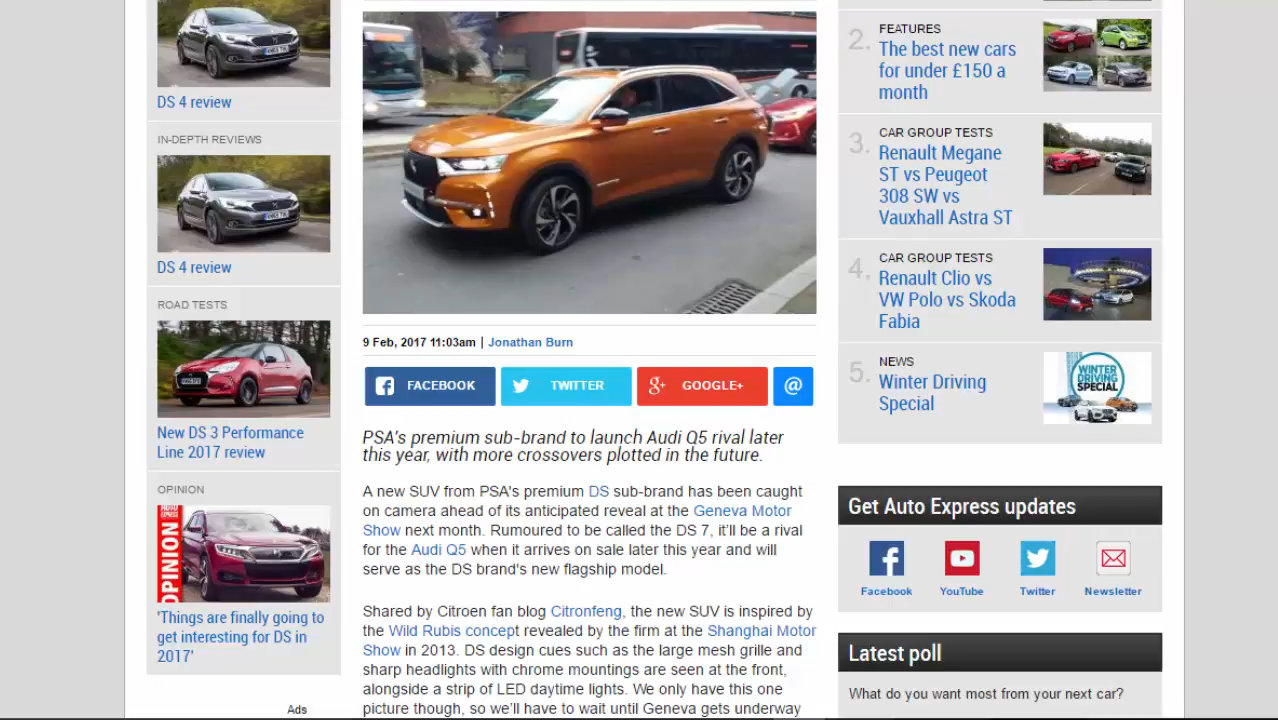 DS 4 review
IN-DEPTH REVIEWS
DS 4 review
ROAD TESTS
New DS 3 Performance
Line 2017 review
OPINION
AUTO
EXPRESS
OPINION
'Things are finally going to
get interesting for DS in
2017'
Ads
9 Feb, 2017 11:03am | Jonathan Burn
FACEBOOK
TWITTER
GOOGLE+
@
PSA's premium sub-brand to launch Audi Q5 rival later
this year, with more crossovers plotted in the future.
A new SUV from PSA's premium DS sub-brand has been caught
on camera ahead of its anticipated reveal at the Geneva Motor
Show next month. Rumoured to be called the DS 7, it'll be a rival
for the Audi Q5 when it arrives on sale later this year and will
serve as the DS brand's new flagship model.
Shared by Citroen fan blog Citronfeng, the new SUV is inspired by
the Wild Rubis concept revealed by the firm at the Shanghai Motor
Show in 2013. DS design cues such as the large mesh grille and
sharp headlights with chrome mountings are seen at the front,
alongside a strip of LED daytime lights. We only have this one
picture though, so we'll have to wait until Geneva gets underway
2.
FEATURES
The best new cars
for under £150 a
month
3.
CAR GROUP TESTS
Renault Megane
ST vs Peugeot
308 SW vs
Vauxhall Astra ST
4.
CAR GROUP TESTS
Renault Clio vs
VW Polo vs Skoda
Fabia
5.
NEWS
Winter Driving
Special
WINTER
DRIVING
SPECIAL
Get Auto Express updates
Facebook
YouTube
Twitter
Newsletter
Latest poll
What do you want most from your next car?